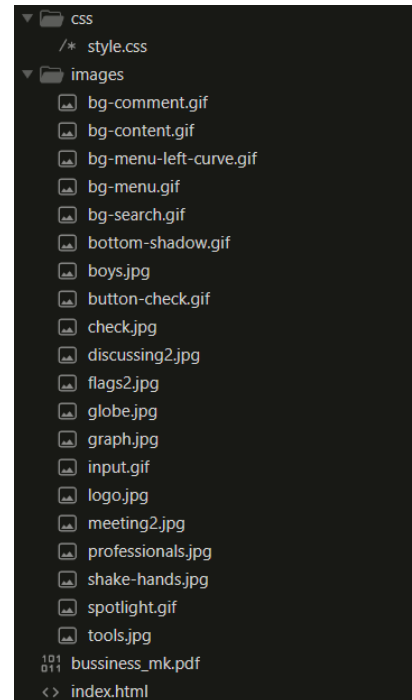 css
/* style.css
images
bg-comment.gif
bg-content.gif
bg-menu-left-curve.gif
bg-menu.gif
bg-search.gif
bottom-shadow.gif
boys.jpg
button-check.gif
check.jpg
discussing2.jpg
flags2.jpg
globe.jpg
graph.jpg
input.gif
logo.jpg
meeting2.jpg
professionals.jpg
shake-hands.jpg
spotlight.gif
tools.jpg
101 011 bussiness_mk.pdf
<> index.html